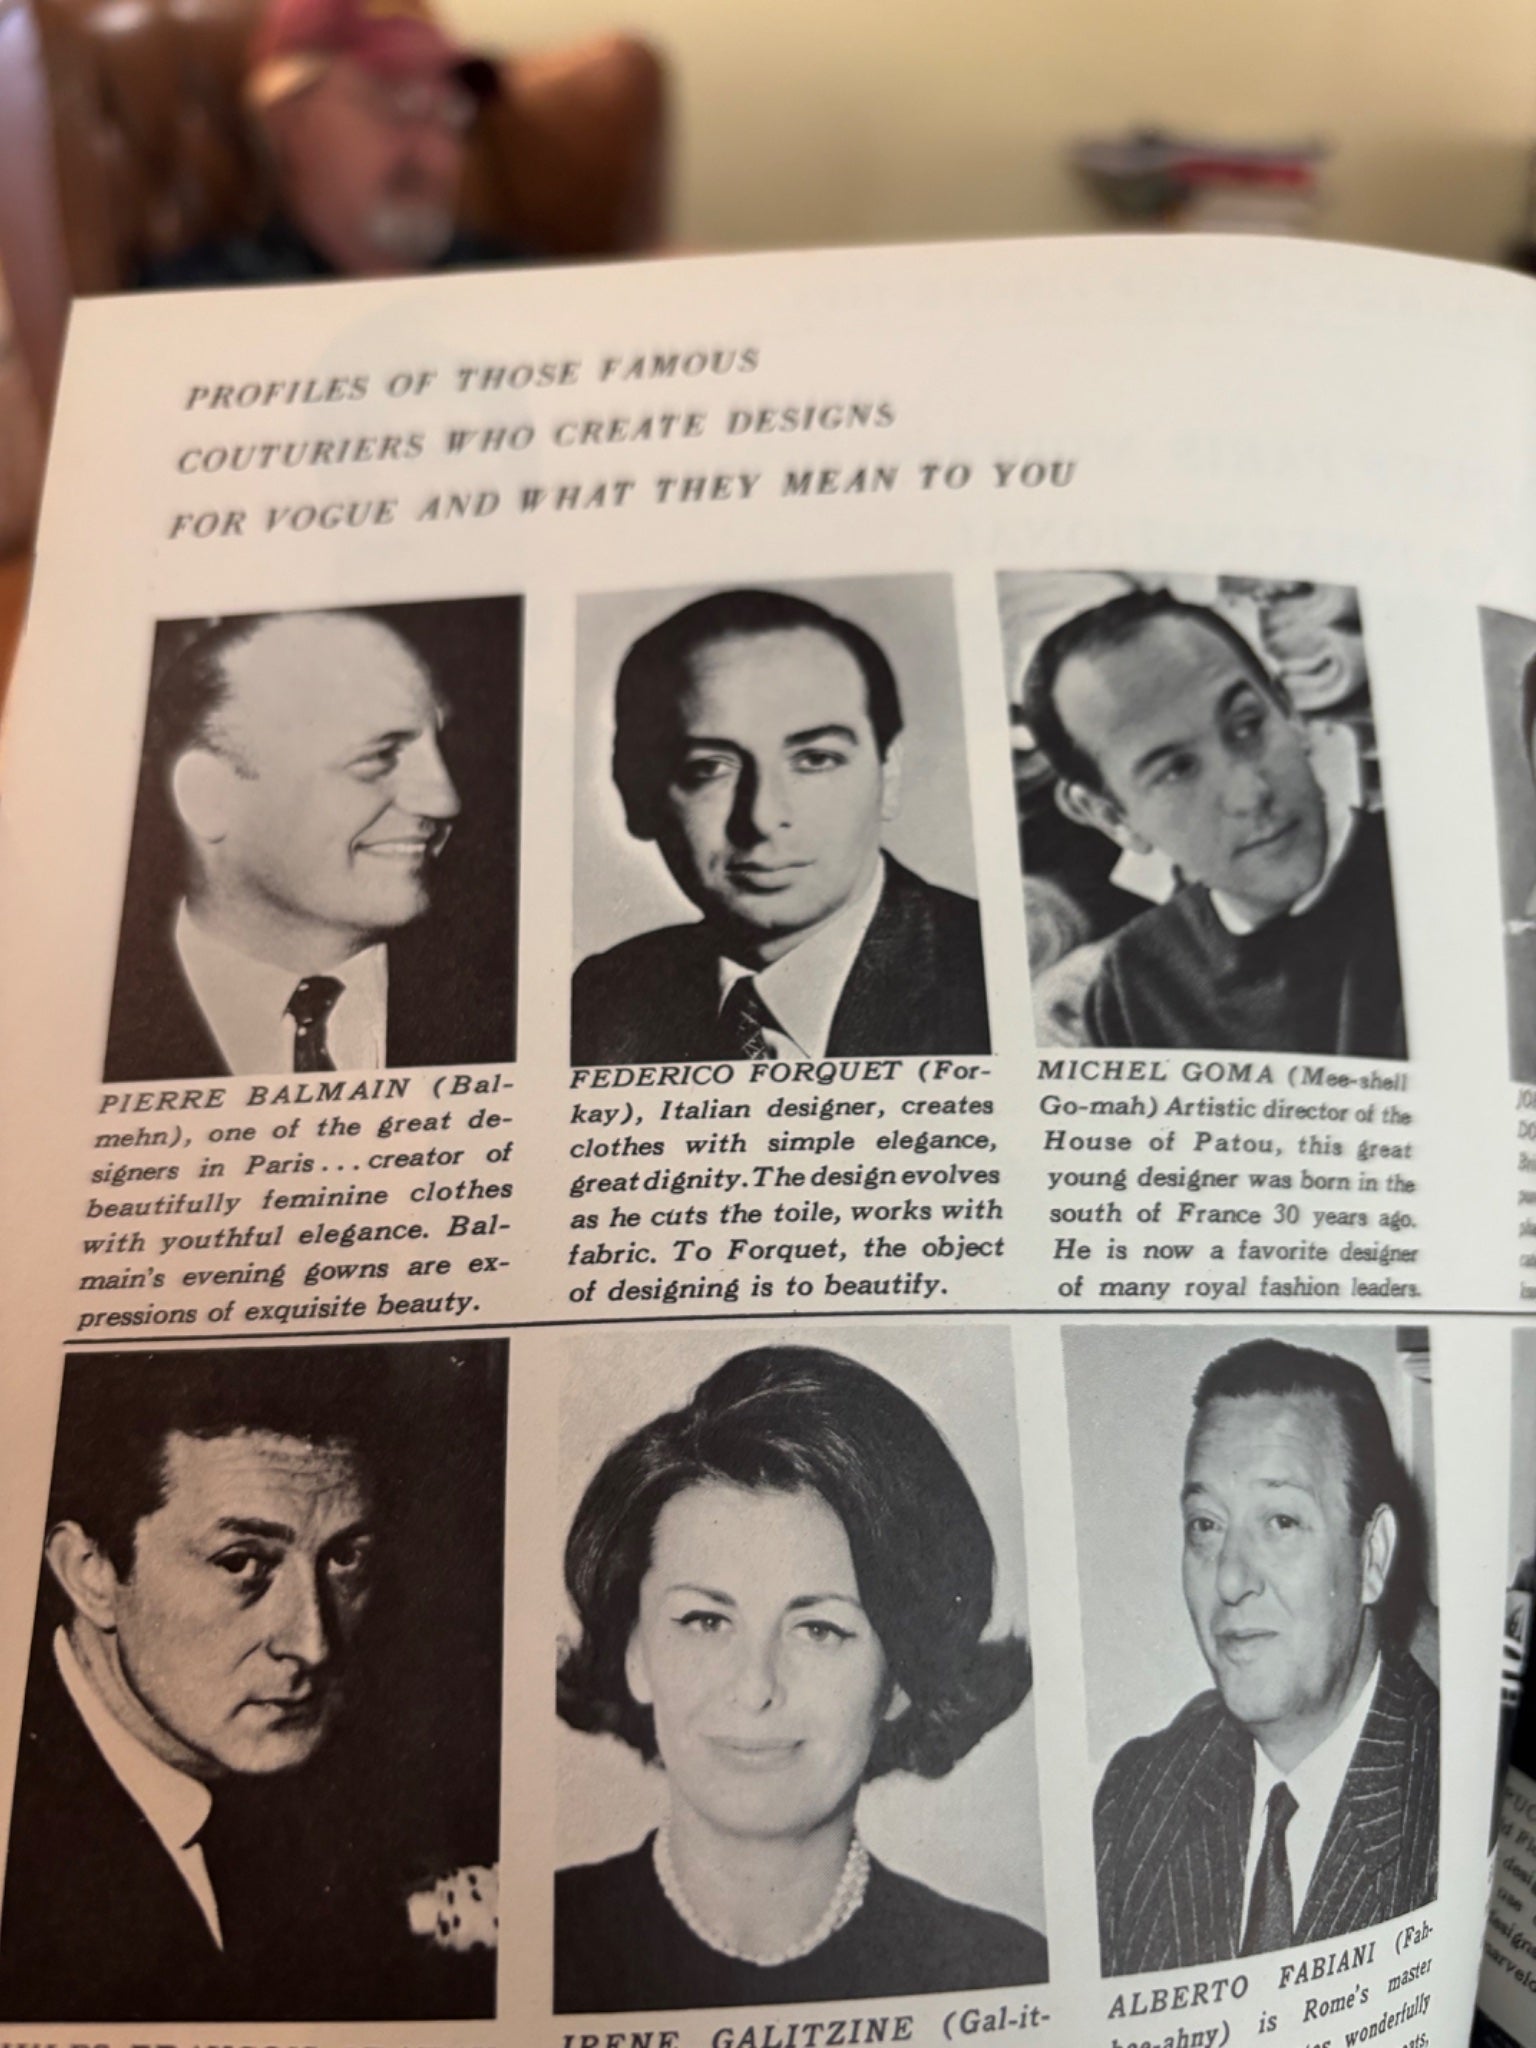 PROFILES OF THOSE FAMOUS
COUTURIERS WHO CREATE DESIGNS
FOR VOGUE AND WHAT THEY MEAN TO YOU
PIERRE BALMAIN (Bal-
mehn), one of the great de-
signers in Paris...creator of
beautifully feminine clothes
with youthful elegance. Bal-
main's evening gowns are ex-
pressions of exquisite beauty.
FEDERICO FORQUET (For-
kay), Italian designer, creates
clothes with simple elegance,
great dignity. The design evolves
as he cuts the toile, works with
fabric. To Forquet, the object
of designing is to beautify.
MICHEL GOMA (Mee-shell
Go-mah) Artistic director of the
House of Patou, this great
young designer was born in the
south of France 30 years ago.
He is now a favorite designer
of many royal fashion leaders.
IRENE GALITZINE (Gal-it-
ALBERTO FABIANI (Fah-
bee-ahny) is Rome's master
wonderfully